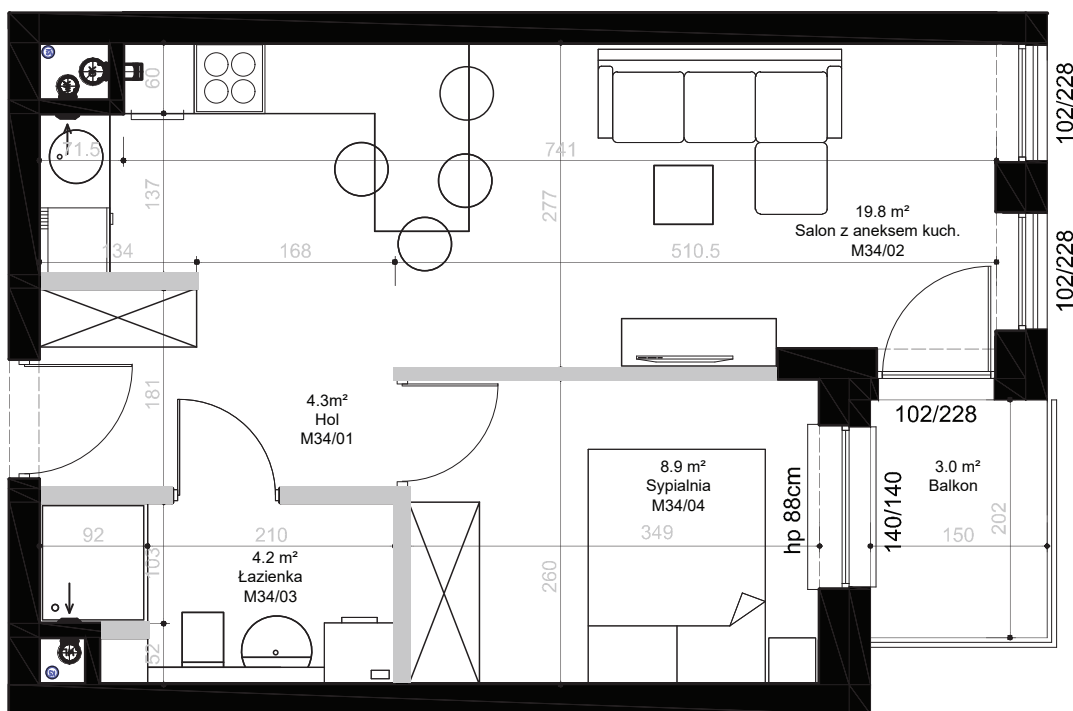 60
102/228
71.5
741
137
277
19.8 m²
Salon z aneksem kuch.
M34/02
134
168
510.5
102/228
181
4.3m²
Hol
M34/01
102/228
8.9 m²
Sypialnia
M34/04
hp 88cm
140/140
3.0 m²
Balkon
202
92
210
349
150
103
4.2 m²
Łazienka
M34/03
260
52